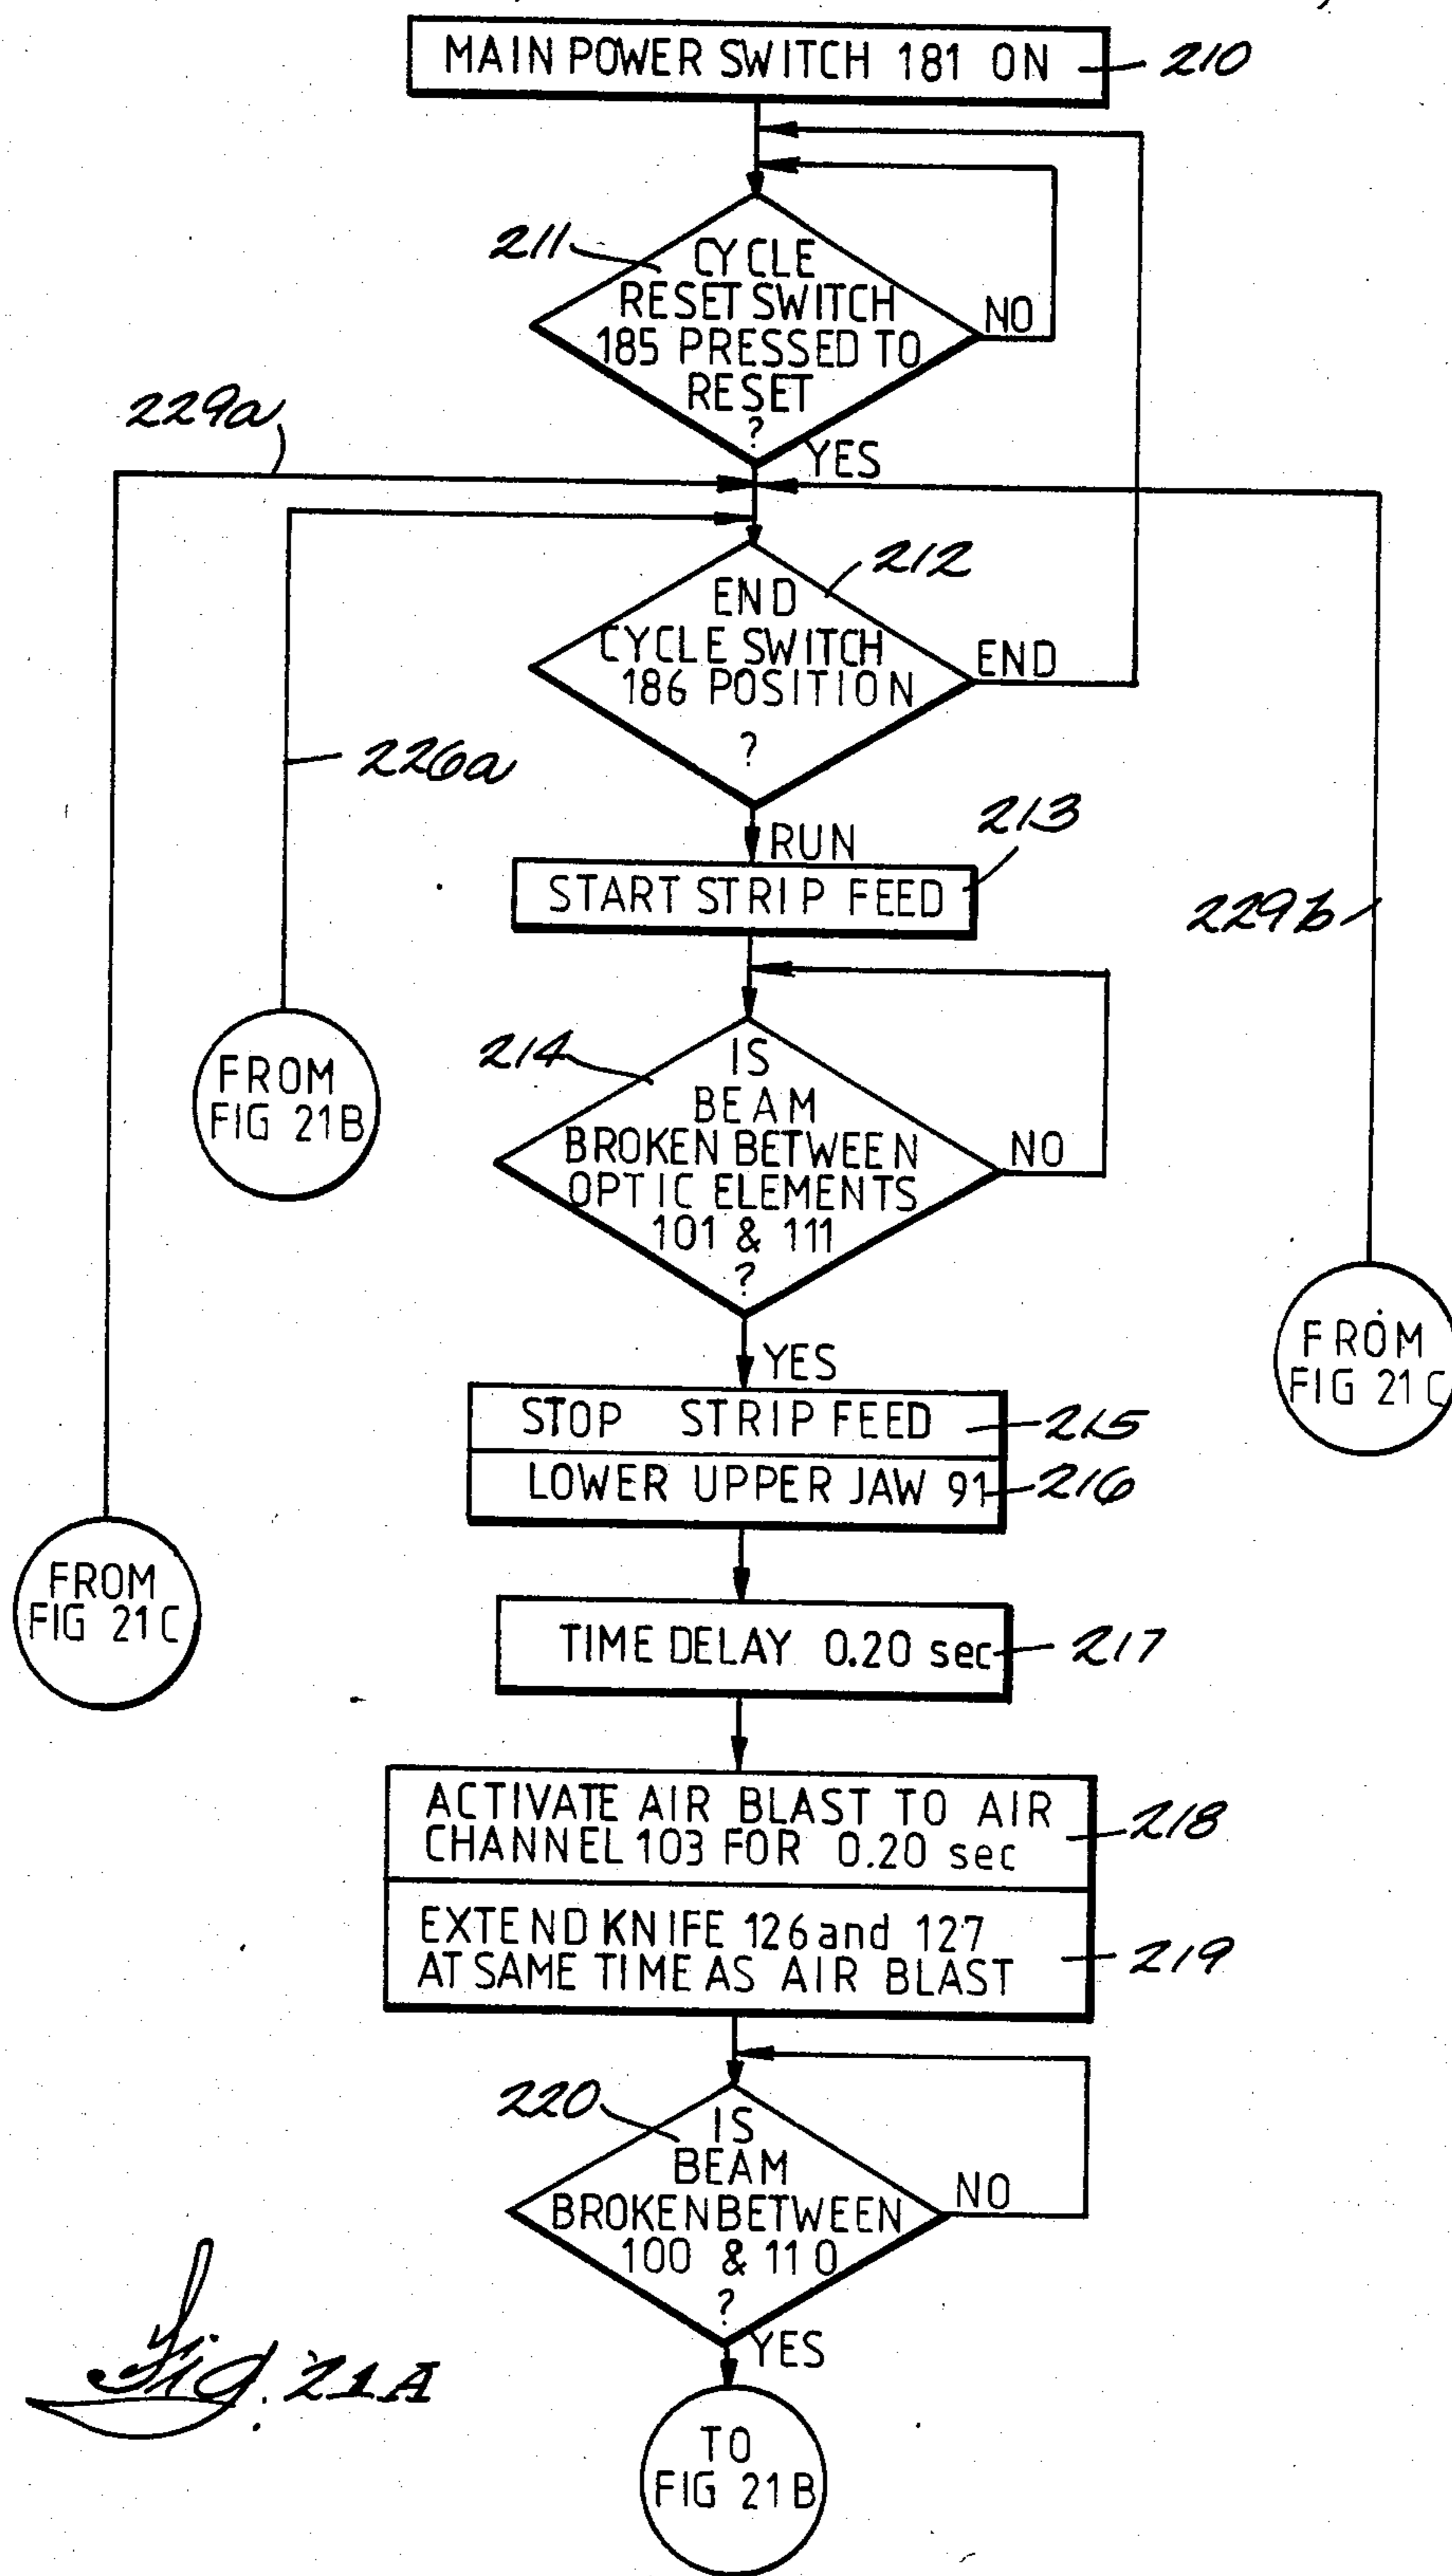 MAIN POWER SWITCH 181 ON
210
211
CYCLE
RESET SWITCH
185 PRESSED TO
RESET
?
NO
YES
229a
212
END
CYCLE SWITCH
186 POSITION
?
END
226a
RUN
213
START STRIP FEED
229b
FROM
FIG 21B
214
IS
BEAM
BROKEN BETWEEN
OPTIC ELEMENTS
101 & 111
?
NO
YES
FROM
FIG 21C
STOP STRIP FEED
215
LOWER UPPER JAW 91
216
FROM
FIG 21C
TIME DELAY 0.20 sec
217
ACTIVATE AIR BLAST TO AIR
CHANNEL 103 FOR 0.20 sec
218
EXTEND KNIFE 126 and 127
AT SAME TIME AS AIR BLAST
219
220
IS
BEAM
BROKEN BETWEEN
100 & 110
?
NO
YES
Fig. 21A
TO
FIG 21B